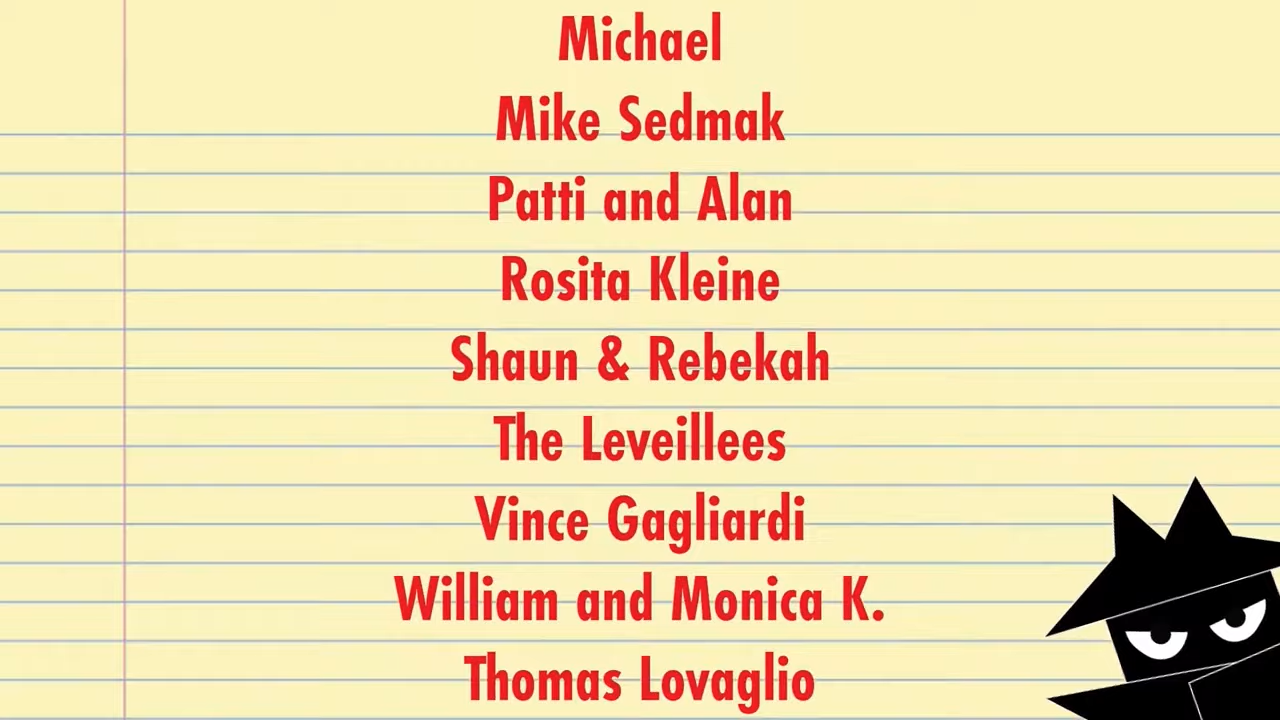 Michael
Mike Sedmak
Patti and Alan
Rosita Kleine
Shaun & Rebekah
The Leveillees
Vince Gagliardi
William and Monica K.
Thomas Lovaglio